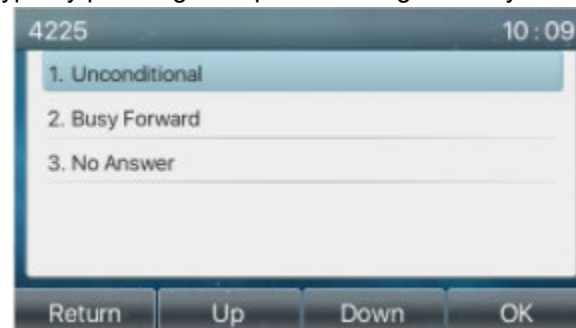 4225 10:09
1. Unconditional
2. Busy Forward
3. No Answer
Return Up Down OK